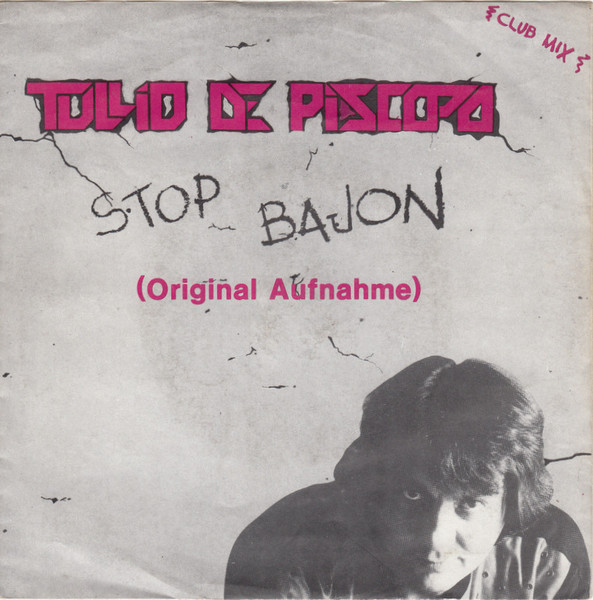 CLUB MIX
TULLIO DE PISCOPO
STOP BAJON
(Original Aufnahme)